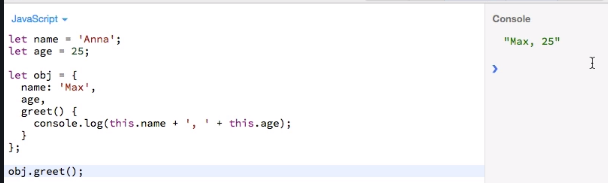 JavaScript
let name = 'Anna';
let age = 25;
let obj = {
name: 'Max',
age,
greet() {
console.log(this.name + ', ' + this.age);
}
};
obj.greet();
Console
"Max, 25"